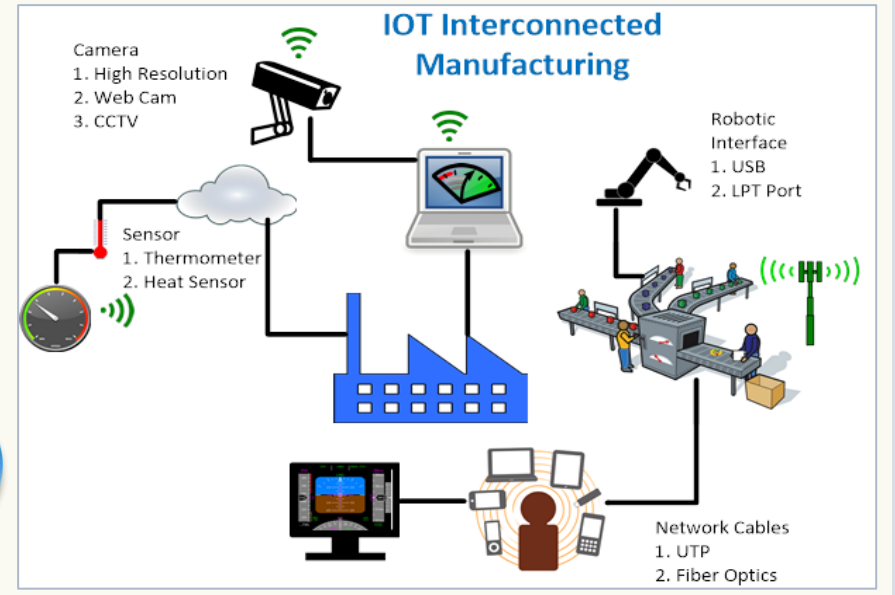 IOT Interconnected
Manufacturing
Camera
1. High Resolution
2. Web Cam
3. CCTV
Robotic
Interface
1. USB
2. LPT Port
Sensor
1. Thermometer
2. Heat Sensor
Network Cables
1. UTP
2. Fiber Optics